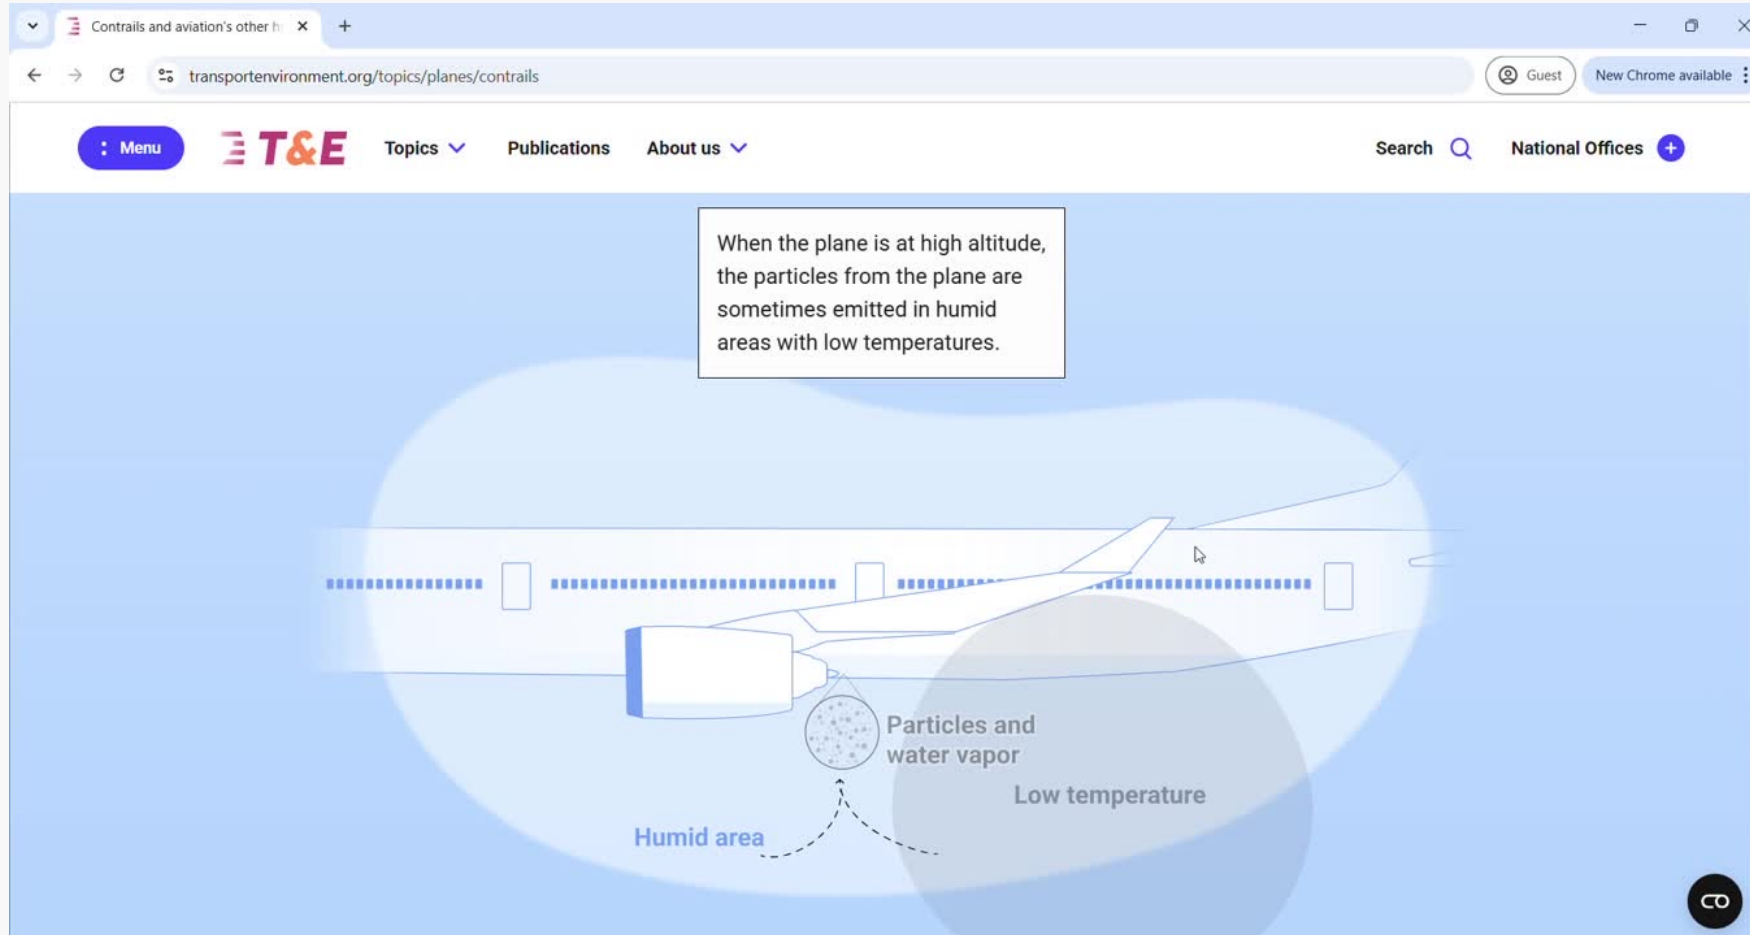 Contrails and aviation's other h
transportenvironment.org/topics/planes/contrails
Guest
New Chrome available
Menu
T&E
Topics
Publications
About us
Search
National Offices
When the plane is at high altitude,
the particles from the plane are
sometimes emitted in humid
areas with low temperatures.
Particles and
water vapor
Low temperature
Humid area